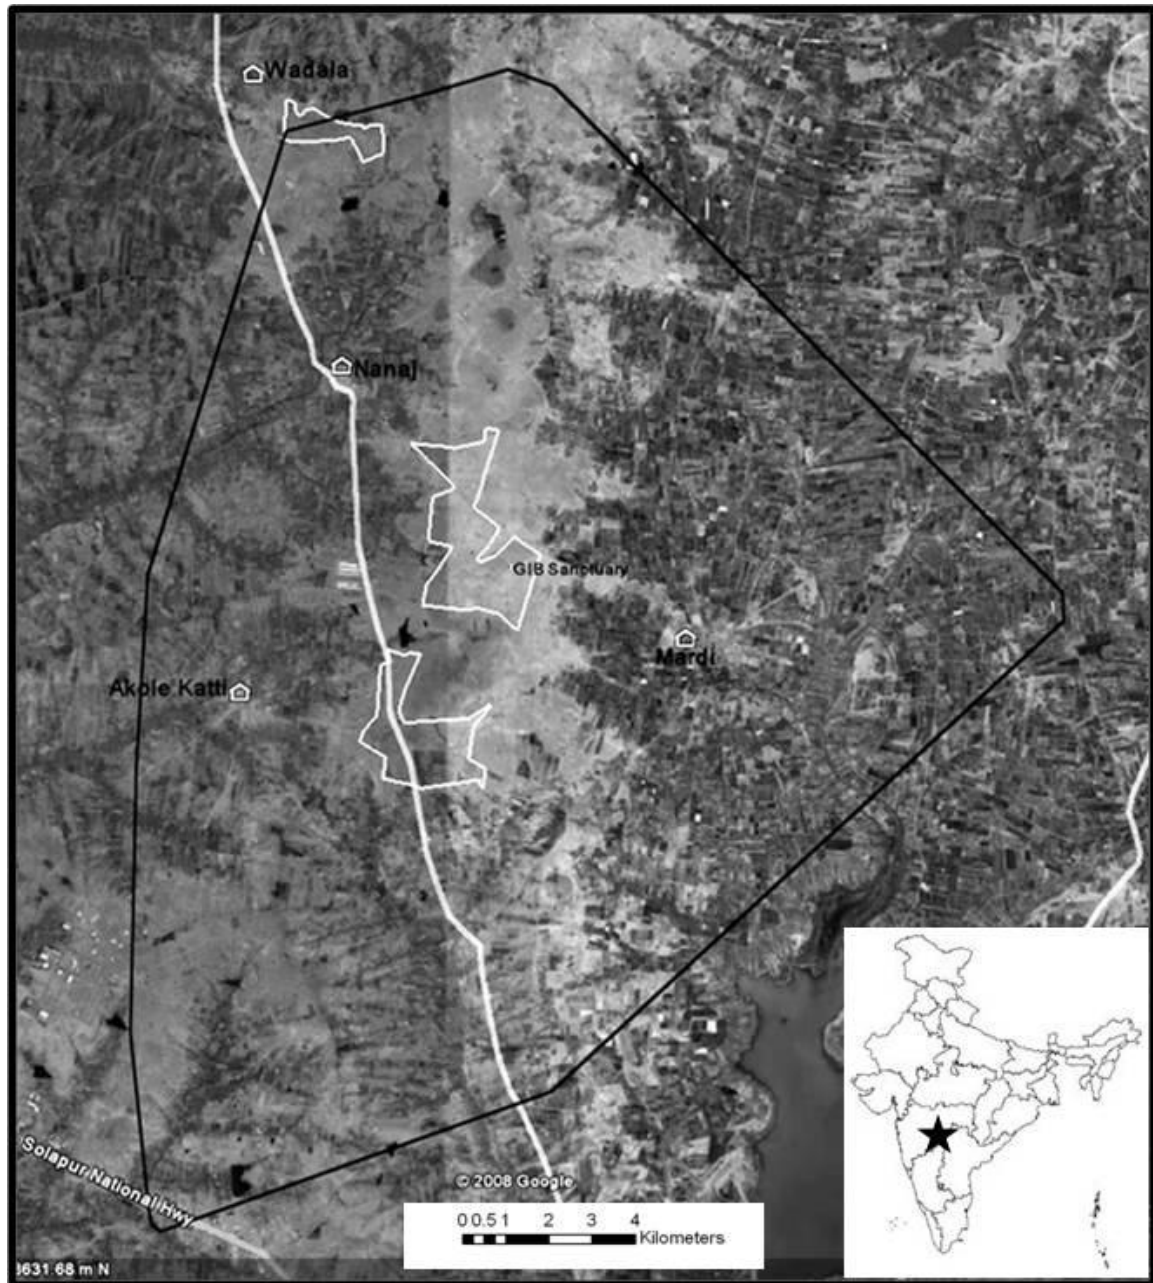 Wadala
Nanaj
GIB Sanctuary
Mardi
Akole Katti
Solapur National Hwy
© 2008 Google
0 0.5 1 2 3 4
Kilometers
3631.68 m N